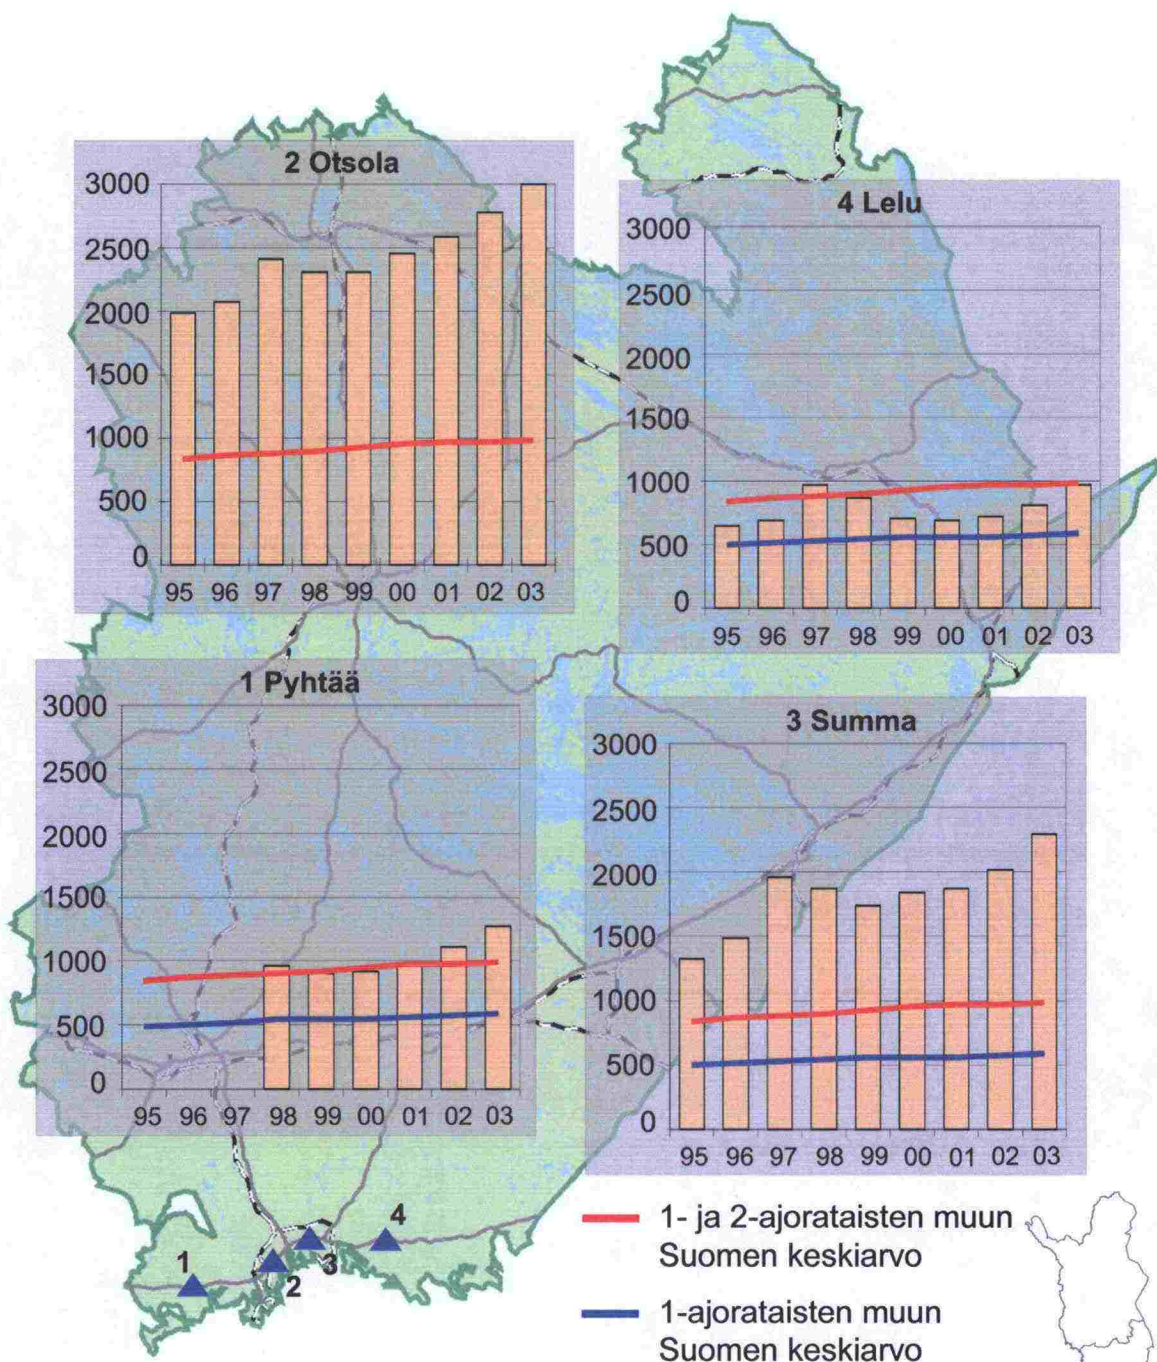 2 Otsola
3000
2500
2000
1500
1000
500
0
95 96 97 98 99 00 01 02 03
4 Lelu
3000
2500
2000
1500
1000
500
0
95 96 97 98 99 00 01 02 03
1 Pyhtää
3000
2500
2000
1500
1000
500
0
95 96 97 98 99 00 01 02 03
3 Summa
3000
2500
2000
1500
1000
500
0
95 96 97 98 99 00 01 02 03
1
2
3
4
1- ja 2-ajorataisten muun
Suomen keskiarvo
1-ajorataisten muun
Suomen keskiarvo